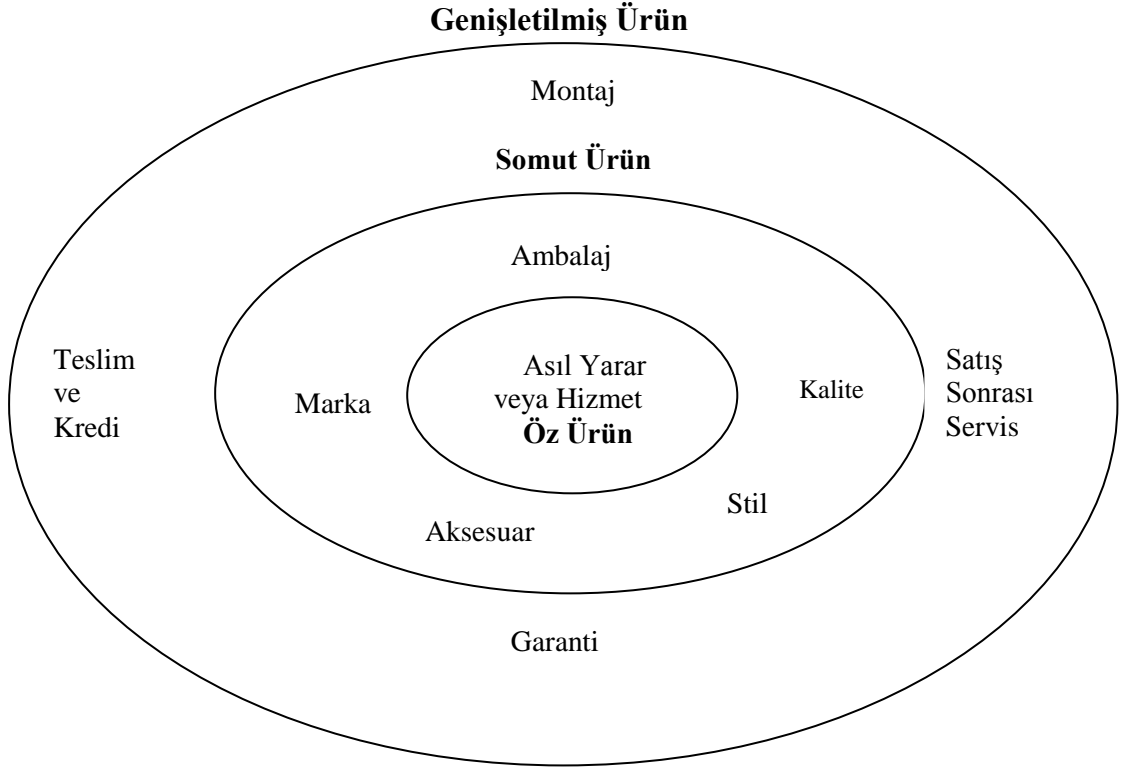 Genişletilmiş Ürün
Montaj
Somut Ürün
Ambalaj
Teslim
ve
Kredi
Marka
Asıl Yarar
veya Hizmet
Öz Ürün
Kalite
Satış
Sonrası
Servis
Stil
Aksesuar
Garanti